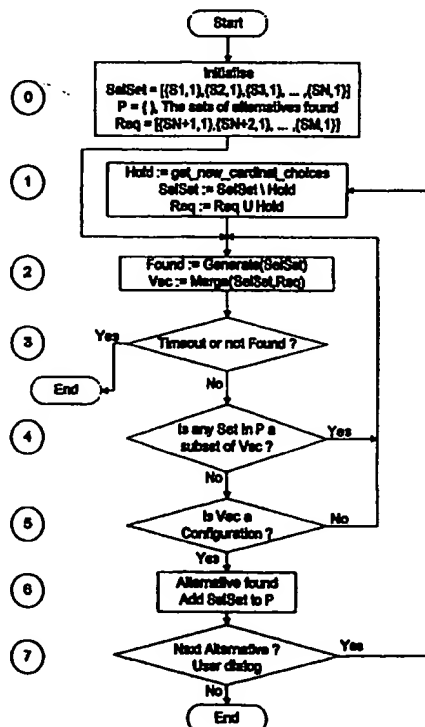 Start
0
Initialise
SelSet = [{S1,1},{S2,1},{S3,1}, ... ,{SN,1}]
P = { }, The sets of alternatives found
Req = [{SN+1,1},{SN+2,1}, ... ,{SM,1}]
1
Hold := get_new_cardinal_choices
SelSet := SelSet \ Hold
Req := Req U Hold
2
Found := Generate(SelSet)
Vec := Merge(SelSet,Req)
3
Yes
Timeout or not Found ?
End
No
4
Is any Set in P a
subset of Vec ?
Yes
No
5
Is Vec a
Configuration ?
No
Yes
6
Alternative found
Add SelSet to P
7
Next Alternative ?
User dialog
Yes
No
End